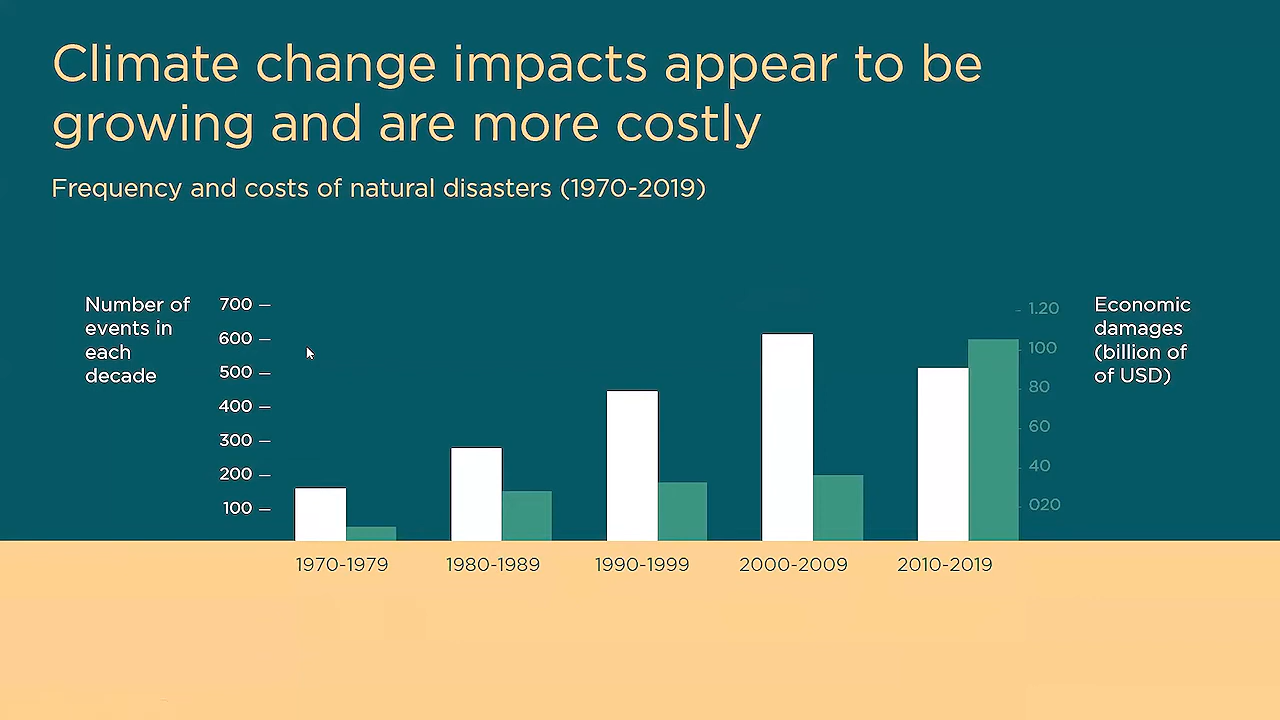 Climate change impacts appear to be
growing and are more costly
Frequency and costs of natural disasters (1970-2019)
Number of
events in
each
decade
700
600
500
400
300
200
100
1.20
100
80
60
40
020
Economic
damages
(billion of
of USD)
1970-1979
1980-1989
1990-1999
2000-2009
2010-2019